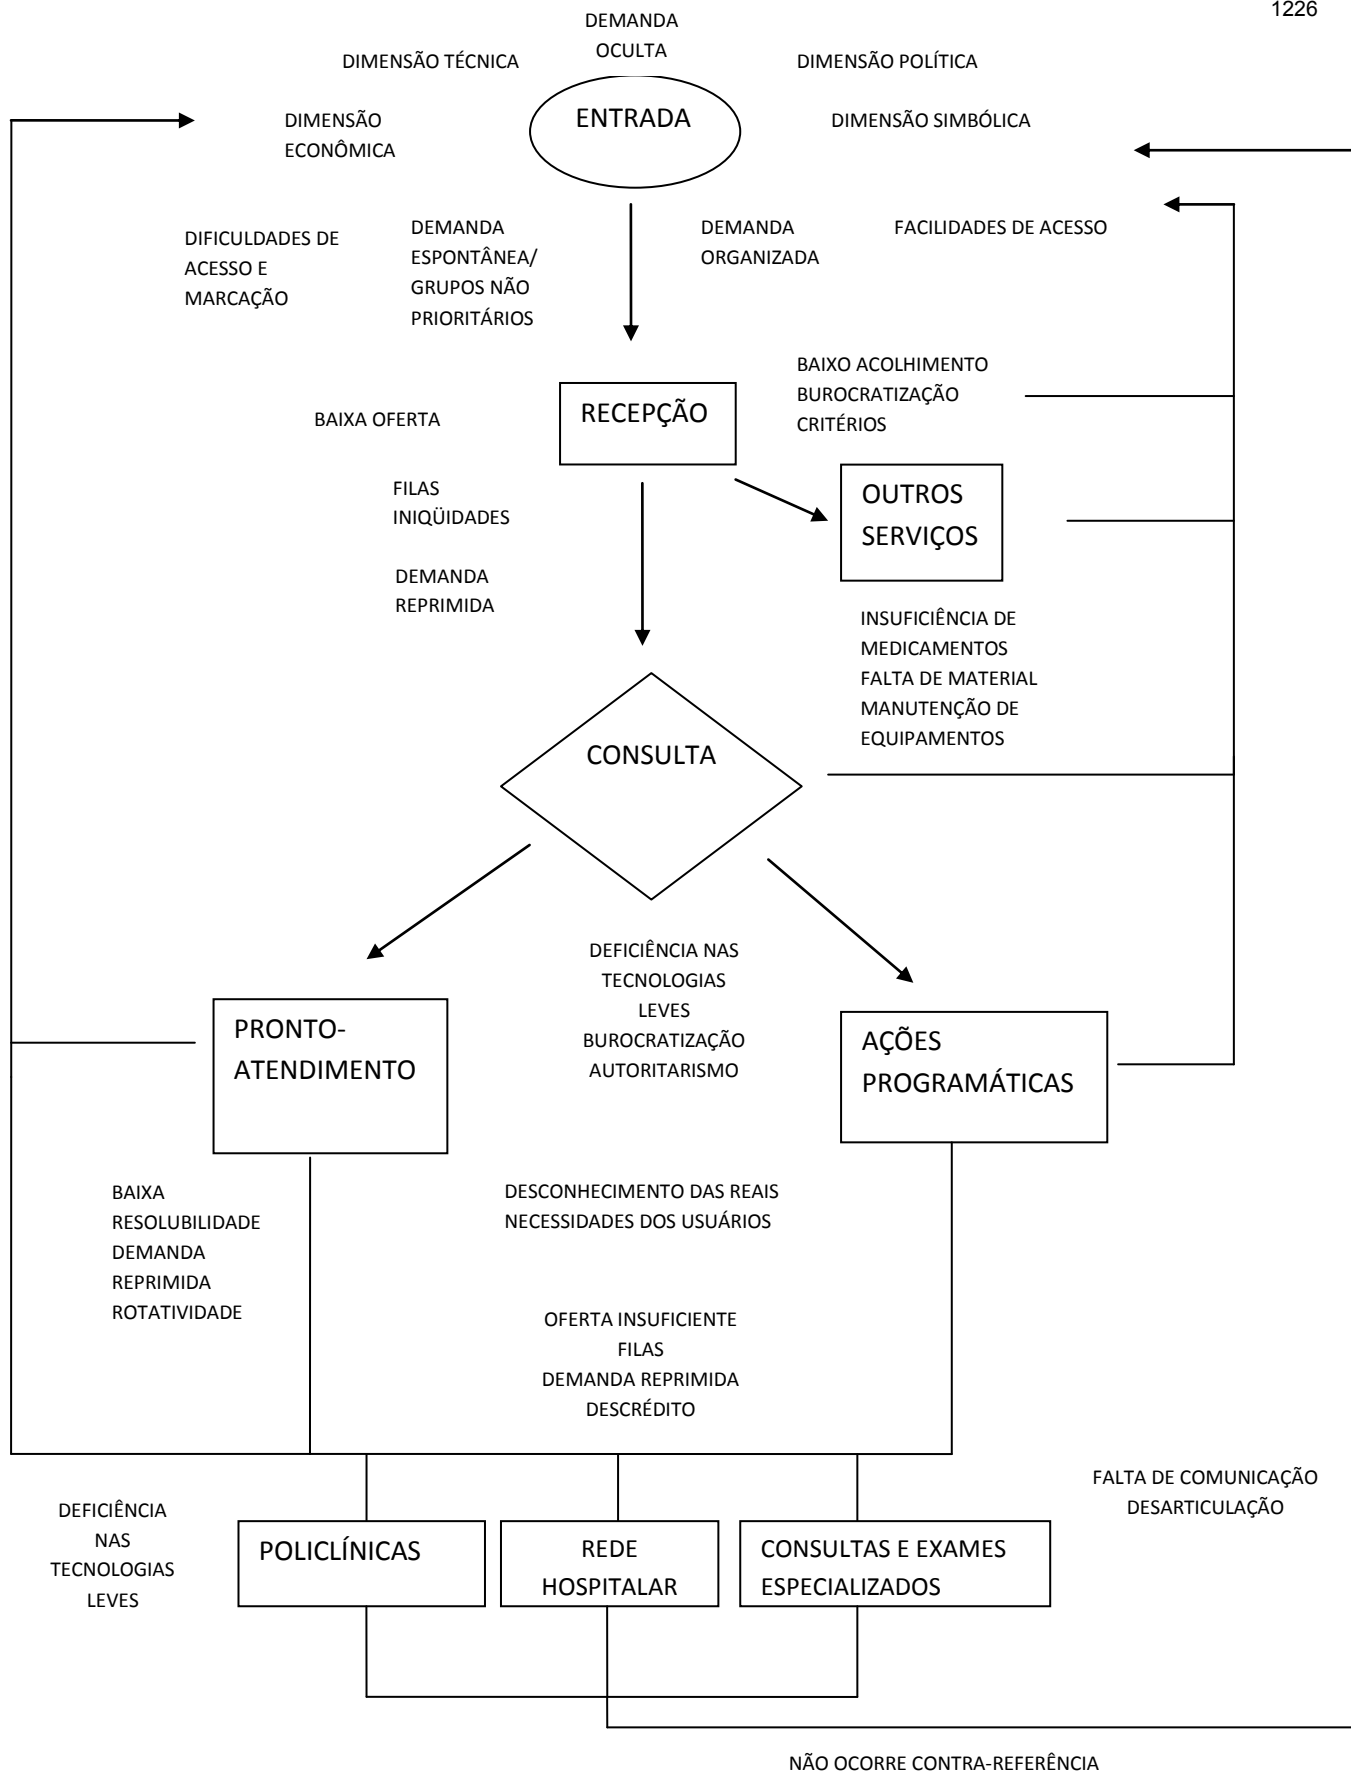 1226
DEMANDA
OCULTA
DIMENSÃO TÉCNICA
DIMENSÃO POLÍTICA
DIMENSÃO
ECONÔMICA
ENTRADA
DIMENSÃO SIMBÓLICA
DIFICULDADES DE
ACESSO E
MARCAÇÃO
DEMANDA
ESPONTÂNEA/
GRUPOS NÃO
PRIORITÁRIOS
DEMANDA
ORGANIZADA
FACILIDADES DE ACESSO
BAIXA OFERTA
RECEPÇÃO
BAIXO ACOLHIMENTO
BUROCRATIZAÇÃO
CRITÉRIOS
FILAS
INIQÜIDADES
DEMANDA
REPRIMIDA
OUTROS
SERVIÇOS
INSUFICIÊNCIA DE
MEDICAMENTOS
FALTA DE MATERIAL
MANUTENÇÃO DE
EQUIPAMENTOS
CONSULTA
DEFICIÊNCIA NAS
TECNOLOGIAS
LEVES
BUROCRATIZAÇÃO
AUTORITARISMO
PRONTO-
ATENDIMENTO
AÇÕES
PROGRAMÁTICAS
BAIXA
RESOLUBILIDADE
DEMANDA
REPRIMIDA
ROTATIVIDADE
DESCONHECIMENTO DAS REAIS
NECESSIDADES DOS USUÁRIOS
OFERTA INSUFICIENTE
FILAS
DEMANDA REPRIMIDA
DESCRÉDITO
FALTA DE COMUNICAÇÃO
DESARTICULAÇÃO
DEFICIÊNCIA
NAS
TECNOLOGIAS
LEVES
POLICLÍNICAS
REDE
HOSPITALAR
CONSULTAS E EXAMES
ESPECIALIZADOS
NÃO OCORRE CONTRA-REFERÊNCIA